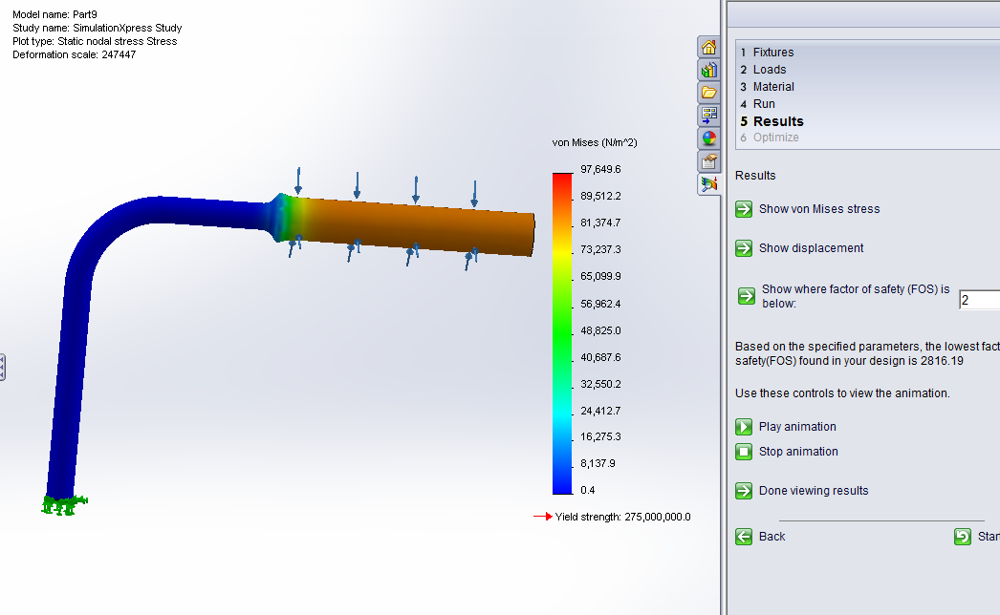 Model name: Part9
Study name: SimulationXpress Study
Plot type: Static nodal stress Stress
Deformation scale: 247447
von Mises (N/m^2)
97,649.6
89,512.2
81,374.7
73,237.3
65,099.9
56,962.4
48,825.0
40,687.6
32,550.2
24,412.7
16,275.3
8,137.9
0.4
Yield strength: 275,000,000.0
1 Fixtures
2 Loads
3 Material
4 Run
5 Results
6 Optimize
Results
Show von Mises stress
Show displacement
Show where factor of safety (FOS) is
below:
2
Based on the specified parameters, the lowest fact
safety(FOS) found in your design is 2816.19
Use these controls to view the animation.
Play animation
Stop animation
Done viewing results
Back
Star